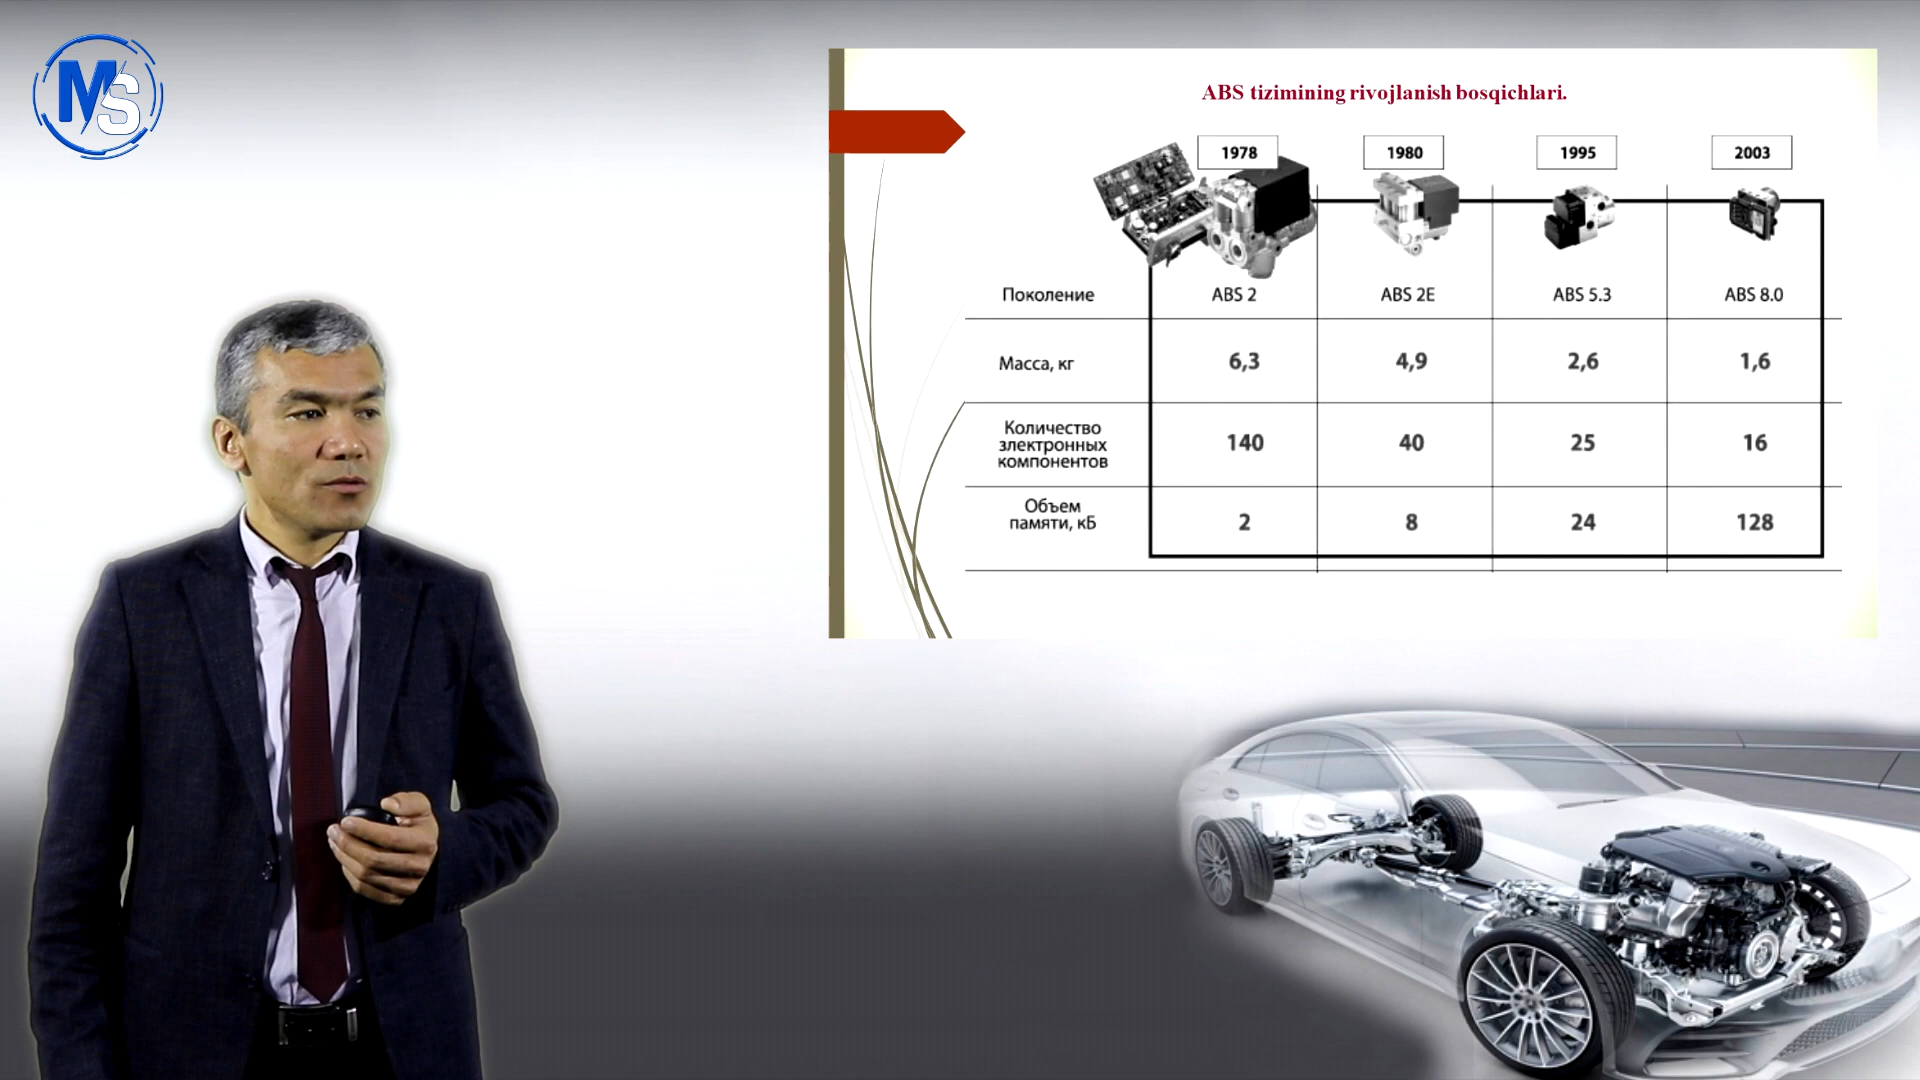 MS
ABS tizimining rivojlanish bosqichlari.
1978 1980 1995 2003
Поколение ABS 2 ABS 2E ABS 5.3 ABS 8.0
Масса, кг 6,3 4,9 2,6 1,6
Количество
злектронных
компонентов
140 40 25 16
Объем
памяти, кБ
2 8 24 128